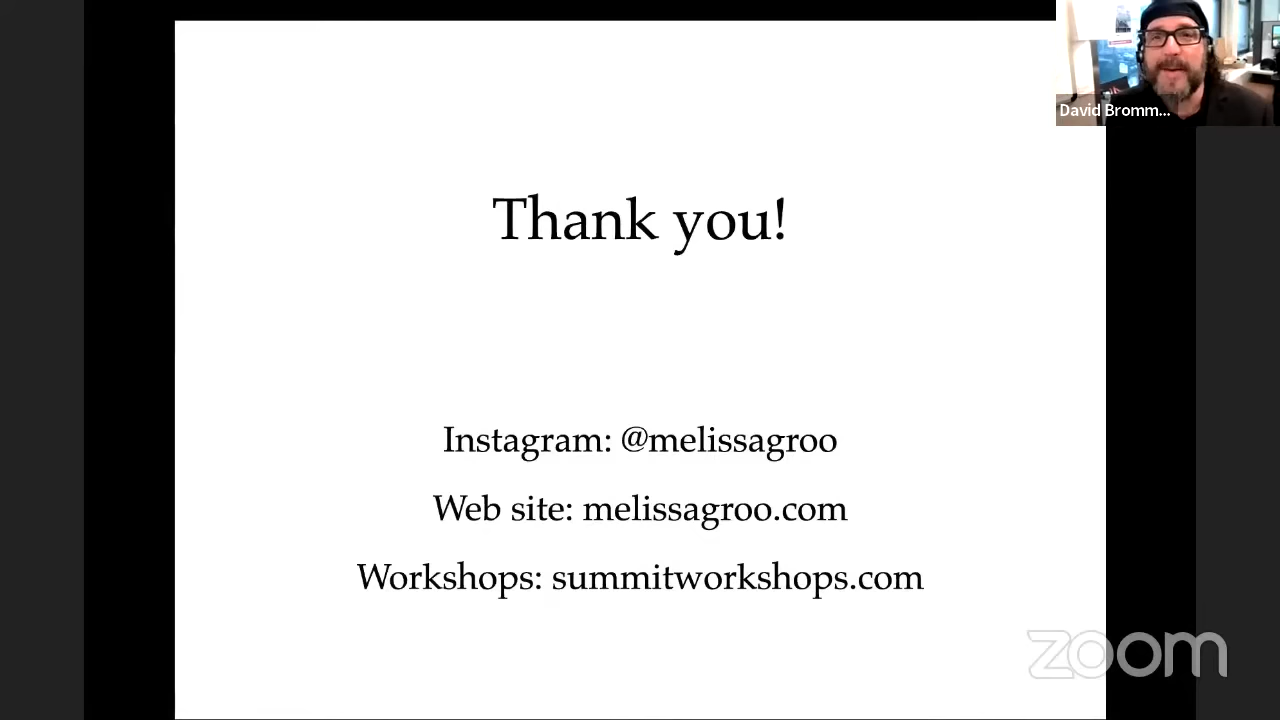 David Bromm...
Thank you!
Instagram: @melissagroo
Web site: melissagroo.com
Workshops: summitworkshops.com
zoom